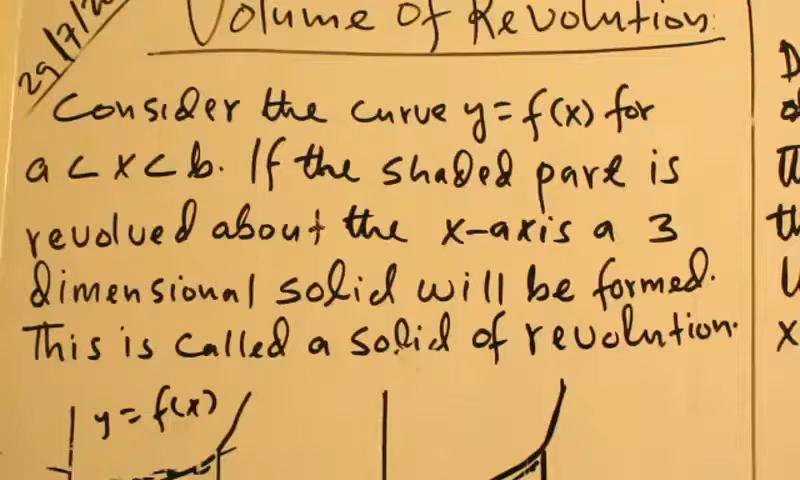 Volume of Revolution
29/7/2
Consider the curve y = f(x) for
a < x < b. If the shaded part is
revolved about the x-axis a 3
dimensional solid will be formed.
This is called a solid of revolution.
y = f(x)